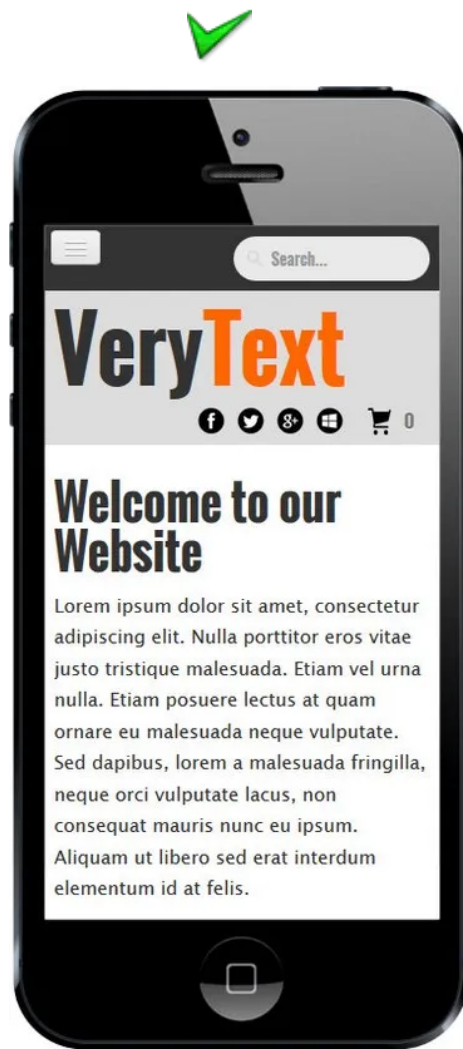 Search...
VeryText
0
Welcome to our
Website
Lorem ipsum dolor sit amet, consectetur
adipiscing elit. Nulla porttitor eros vitae
justo tristique malesuada. Etiam vel urna
nulla. Etiam posuere lectus at quam
ornare eu malesuada neque vulputate.
Sed dapibus, lorem a malesuada fringilla,
neque orci vulputate lacus, non
consequat mauris nunc eu ipsum.
Aliquam ut libero sed erat interdum
elementum id at felis.